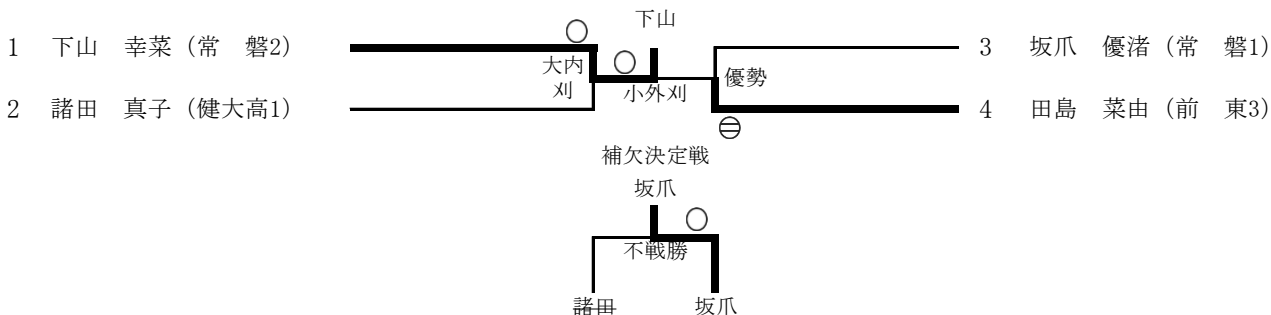 下山
1 下山 幸菜 (常 磐2)
大内刈
小外刈
優勢
3 坂爪 優渚 (常 磐1)
2 諸田 真子 (健大高1)
4 田島 菜由 (前 東3)
補欠決定戦
坂爪
不戦勝
諸田
坂爪